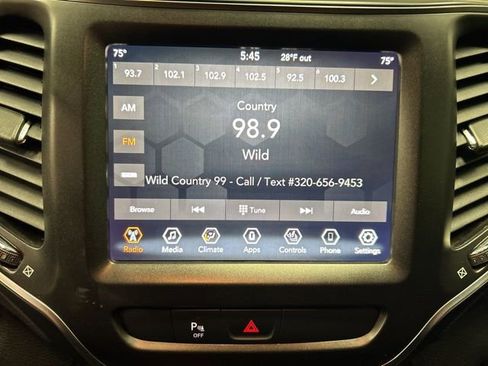 75° 5:45 28°F out 75°
1 93.7 2 102.1 3 102.9 4 102.5 5 92.5 6 100.3
AM
Country
FM
98.9
Wild
Wild Country 99 - Call / Text #320-656-9453
Browse Tune Audio
Radio Media Climate Apps Controls Phone Settings
P
OFF